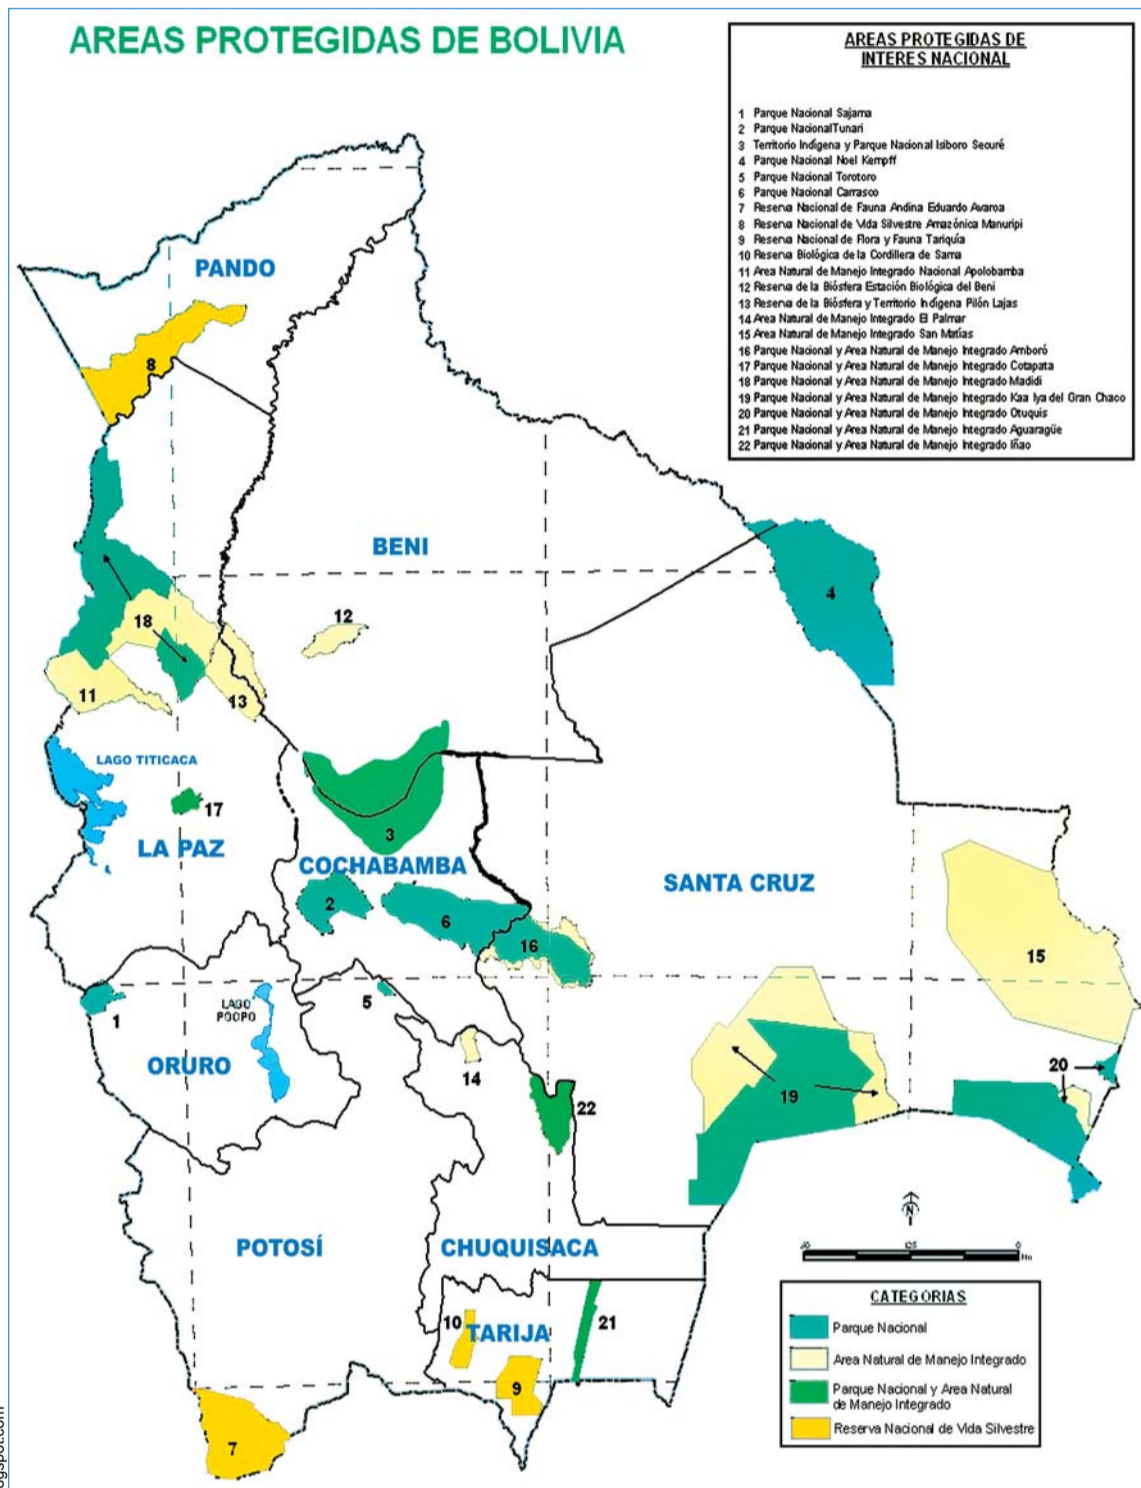 AREAS PROTEGIDAS DE BOLIVIA
AREAS PROTEGIDAS DE
INTERES NACIONAL
1 Parque Nacional Sajama
2 Parque NacionalTunari
3 Territorio Indígena y Parque Nacional Isiboro Securé
4 Parque Nacional Noel Kempff
5 Parque Nacional Torotoro
6 Parque Nacional Carrasco
7 Reserva Nacional de Fauna Andina Eduardo Avaroa
8 Reserva Nacional de Vida Silvestre Amazónica Manuripi
9 Reserva Nacional de Flora y Fauna Tariquía
10 Reserva Biológica de la Cordillera de Sama
11 Area Natural de Manejo Integrado Nacional Apolobamba
12 Reserva de la Biósfera Estación Biológica del Beni
13 Reserva de la Biósfera y Territorio Indígena Pilón Lajas
14 Area Natural de Manejo Integrado El Palmar
15 Area Natural de Manejo Integrado San Matías
16 Parque Nacional y Area Natural de Manejo Integrado Amboró
17 Parque Nacional y Area Natural de Manejo Integrado Cotapata
18 Parque Nacional y Area Natural de Manejo Integrado Madidi
19 Parque Nacional y Area Natural de Manejo Integrado Kaa Iya del Gran Chaco
20 Parque Nacional y Area Natural de Manejo Integrado Otuquis
21 Parque Nacional y Area Natural de Manejo Integrado Aguaragüe
22 Parque Nacional y Area Natural de Manejo Integrado Iñao
PANDO
8
BENI
4
12
18
11
13
LAGO TITICACA
17
3
LA PAZ
COCHABAMBA
SANTA CRUZ
2
6
16
15
5
LAGO
POOPO
1
ORURO
14
20
19
22
N
POTOSÍ
CHUQUISACA
125
0
Km
CATEGORIAS
Parque Nacional
Area Natural de Manejo Integrado
Parque Nacional y Area Natural
de Manejo Integrado
Reserva Nacional de Vida Silvestre
10
TARIJA
21
9
7